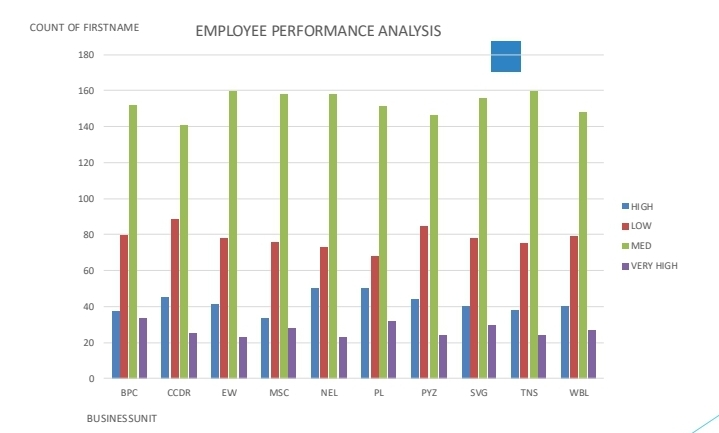 COUNT OF FIRSTNAME
EMPLOYEE PERFORMANCE ANALYSIS
180
160
140
120
100
80
60
40
20
0
BPC CCDR EW MSC NEL PL PYZ SVG TNS WBL
BUSINESSUNIT
HIGH
LOW
MED
VERY HIGH